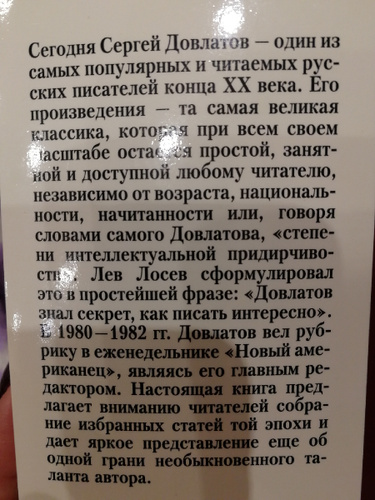 Сегодня Сергей Довлатов — один из
самых популярных и читаемых рус-
ских писателей конца XX века. Его
произведения — та самая великая
классика, которая при всем своем
масштабе остается простой, занят-
ной и доступной любому читателю,
независимо от возраста, националь-
ности, начитанности или, говоря
словами самого Довлатова, «степе-
ни интеллектуальной придирчиво-
сти». Лев Лосев сформулировал
это в простейшей фразе: «Довлатов
знал секрет, как писать интересно».
В 1980—1982 гг. Довлатов вел руб-
рику в еженедельнике «Новый аме-
риканец», являясь его главным ре-
дактором. Настоящая книга пред-
лагает вниманию читателей собра-
ние избранных статей той эпохи и
дает яркое представление еще об
одной грани необыкновенного та-
ланта автора.